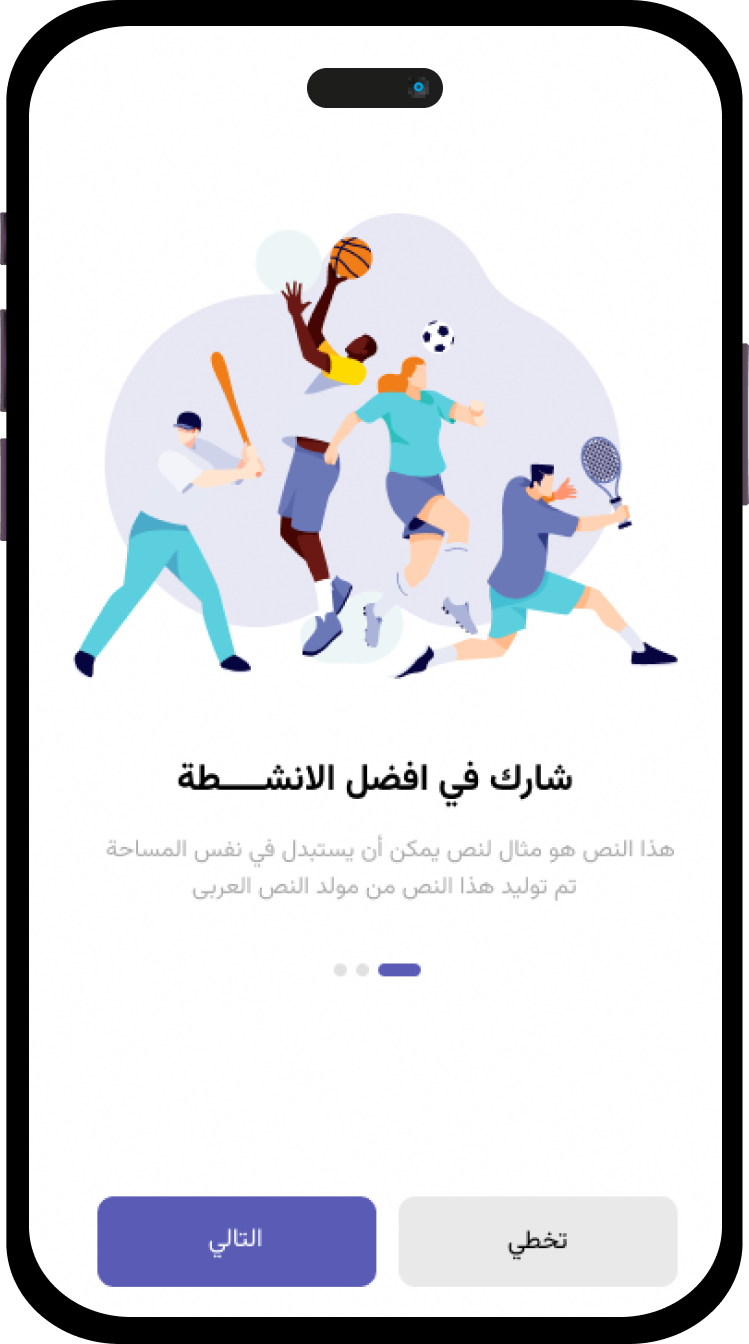 شارك في افضل الانشـــــطة
هذا النص هو مثال لنص يمكن أن يستبدل في نفس المساحة
تم توليد هذا النص من مولد النص العربى
تخطي
التالي